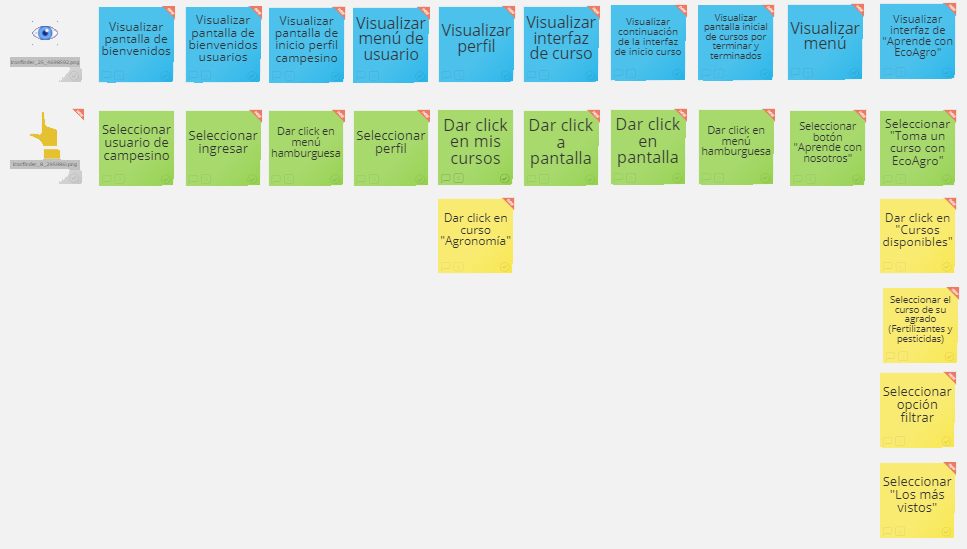 Visualizar
pantalla de
bienvenidos
Visualizar
pantalla de
bienvenidos
usuarios
Visualizar
pantalla de
inicio perfil
campesino
Visualizar
menú de
usuario
Visualizar
perfil
Visualizar
interfaz
de curso
Visualizar
continuación
de la interfaz
de inicio curso
Visualizar
pantalla inicial
de cursos por
terminar y
terminados
Visualizar
menú
Visualizar
interfaz de
"Aprende con
EcoAgro"
Seleccionar
usuario de
campesino
Seleccionar
ingresar
Dar click en
menú
hamburguesa
Seleccionar
perfil
Dar click
en mis
cursos
Dar click
a
pantalla
Dar click
en
pantalla
Dar click en
menú
hamburguesa
Seleccionar
botón
"Aprende con
nosotros"
Seleccionar
"Toma un
curso con
EcoAgro"
Dar click en
curso
"Agronomía"
Dar click en
"Cursos
disponibles"
Seleccionar el
curso de su
agrado
(Fertilizantes y
pesticidas)
Seleccionar
opción
filtrar
Seleccionar
"Los más
vistos"